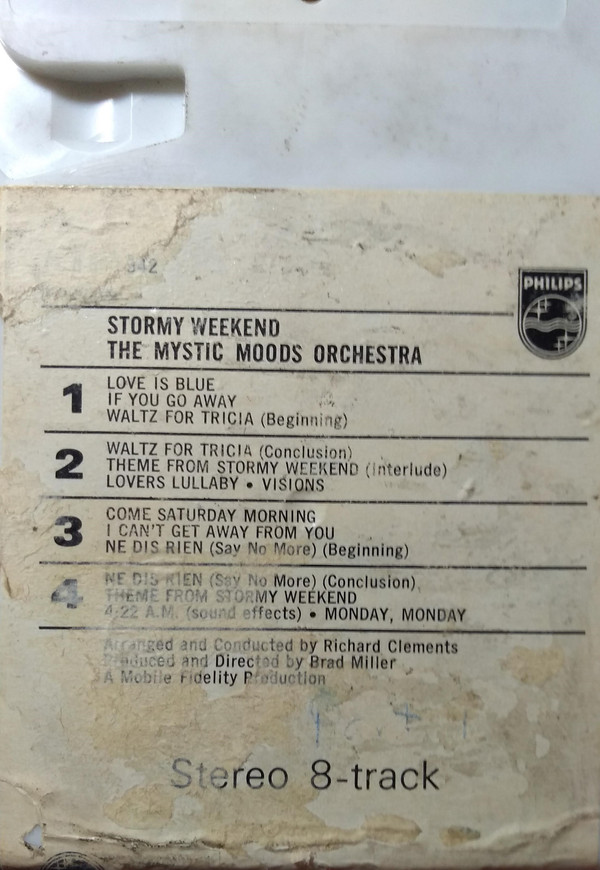 342
PHILIPS
STORMY WEEKEND
THE MYSTIC MOODS ORCHESTRA
1 LOVE IS BLUE
IF YOU GO AWAY
WALTZ FOR TRICIA (Beginning)
2 WALTZ FOR TRICIA (Conclusion)
THEME FROM STORMY WEEKEND (Interlude)
LOVERS LULLABY • VISIONS
3 COME SATURDAY MORNING
I CAN'T GET AWAY FROM YOU
NE DIS RIEN (Say No More) (Beginning)
4 NE DIS RIEN (Say No More) (Conclusion)
THEME FROM STORMY WEEKEND
4:22 A.M. (sound effects) • MONDAY, MONDAY
Arranged and Conducted by Richard Clements
Produced and Directed by Brad Miller
A Mobile Fidelity Production
Stereo 8-track